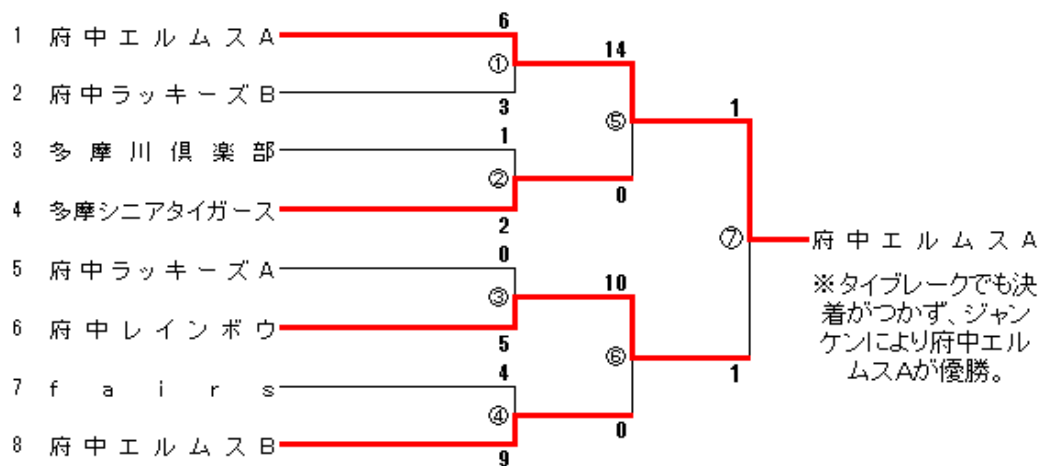 6
1 府中エルムスA
14
①
2 府中ラッキーズB
3
1
⑤
1
3 多摩川倶楽部
②
0
4 多摩シニアタイガース
2
⑦
府中エルムスA
0
5 府中ラッキーズA
10
③
6 府中レインボウ
5
⑥
4
1
7 fairs
④
0
8 府中エルムスB
9
※タイブレークでも決
着がつかず、ジャン
ケンにより府中エル
ムスAが優勝。